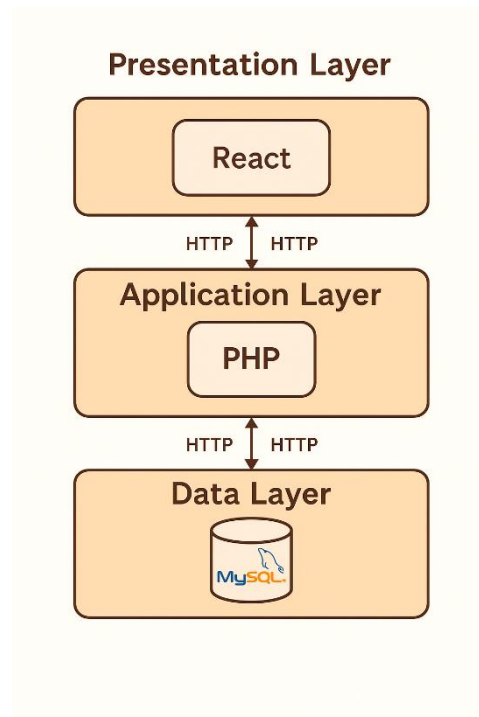 Presentation Layer
React
HTTP HTTP
Application Layer
PHP
HTTP HTTP
Data Layer
MySQL